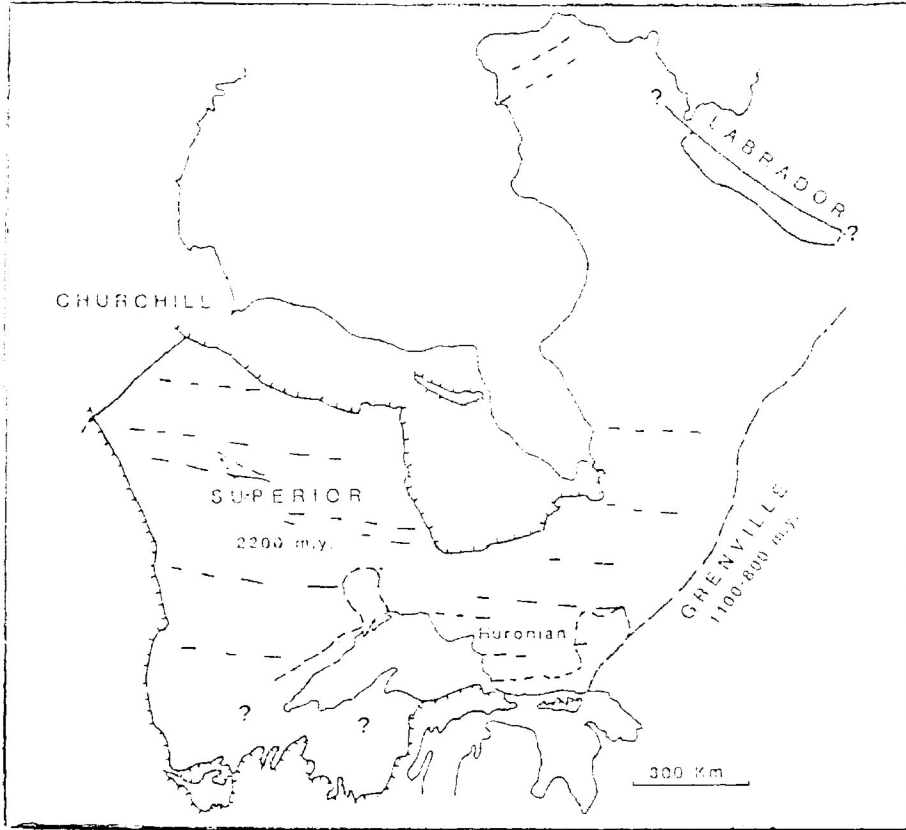 ?
LABRADOR
?
CHURCHILL
SUPERIOR
2200 m.y.
GRENVILLE
1100-800 m.y.
Huronian
?
?
300 Km